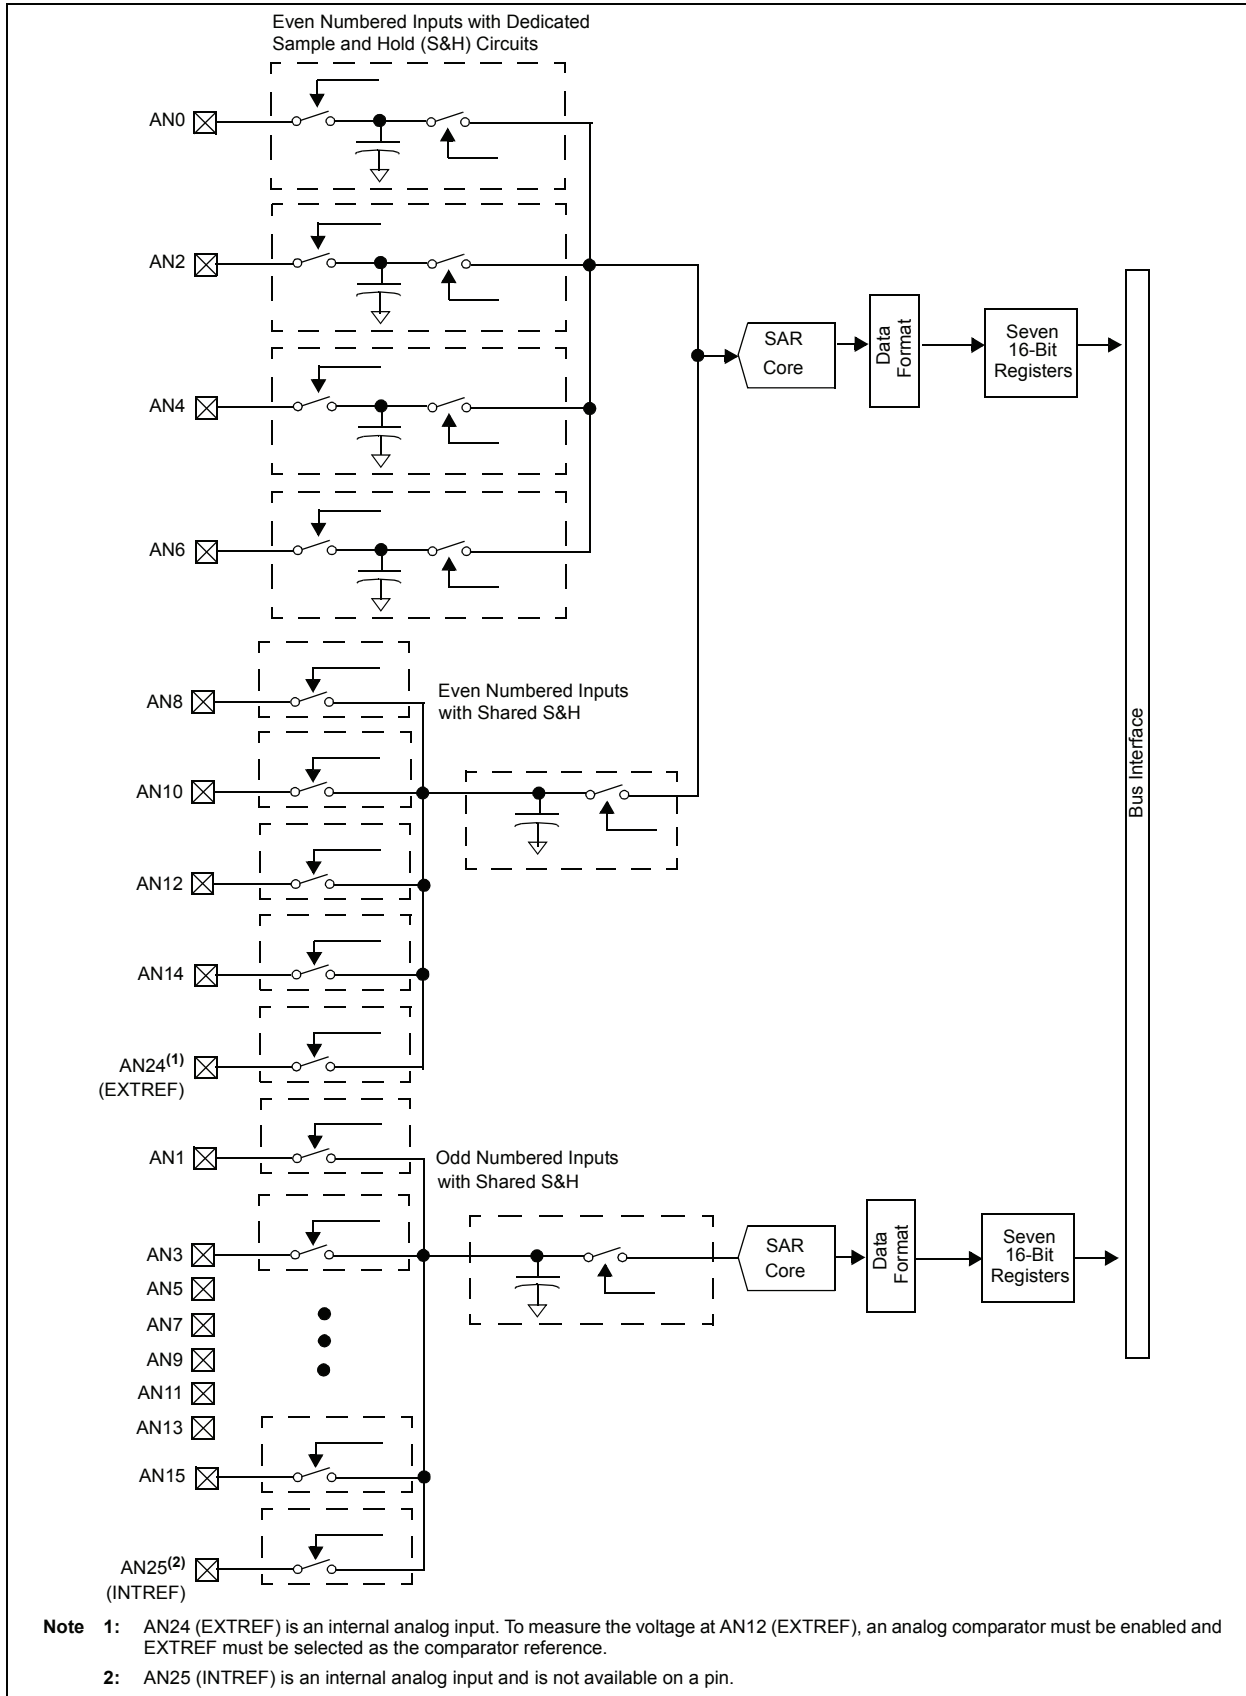 Even Numbered Inputs with Dedicated
Sample and Hold (S&H) Circuits
AN0
AN2
AN4
AN6
SAR
Core
Data
Format
Seven
16-Bit
Registers
AN8
Even Numbered Inputs
with Shared S&H
AN10
AN12
AN14
AN24(1)
(EXTREF)
Bus Interface
AN1
Odd Numbered Inputs
with Shared S&H
AN3
AN5
AN7
AN9
AN11
AN13
AN15
AN25(2)
(INTREF)
SAR
Core
Data
Format
Seven
16-Bit
Registers
Note 1: AN24 (EXTREF) is an internal analog input. To measure the voltage at AN12 (EXTREF), an analog comparator must be enabled and
EXTREF must be selected as the comparator reference.
2: AN25 (INTREF) is an internal analog input and is not available on a pin.